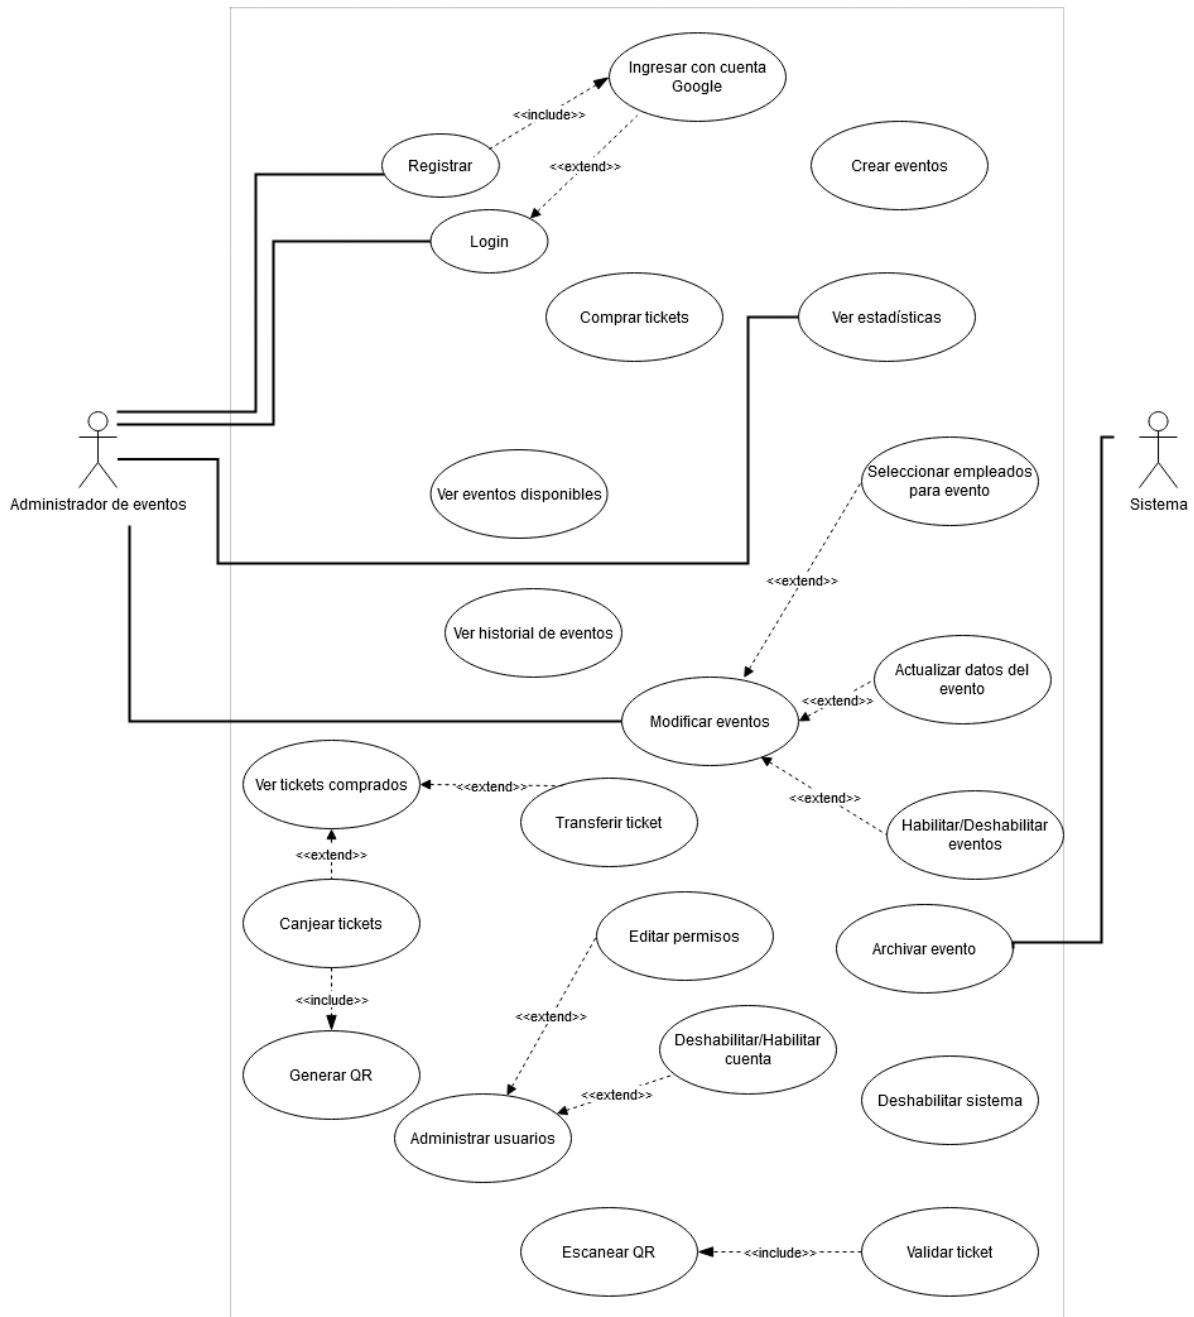 Ingresar con cuenta
Google
<<include>>
Registrar
<<extend>>
Crear eventos
Login
Comprar tickets
Ver estadísticas
Administrador de eventos
Sistema
Seleccionar empleados
para evento
Ver eventos disponibles
<<extend>>
Ver historial de eventos
Actualizar datos del
evento
<<extend>>
Modificar eventos
Ver tickets comprados
<<extend>>
<<extend>>
Transferir ticket
Habilitar/Deshabilitar
eventos
<<extend>>
Canjear tickets
Editar permisos
Archivar evento
<<include>>
<<extend>>
Deshabilitar/Habilitar
cuenta
Generar QR
<<extend>>
Deshabilitar sistema
Administrar usuarios
Escanear QR
<<include>>
Validar ticket